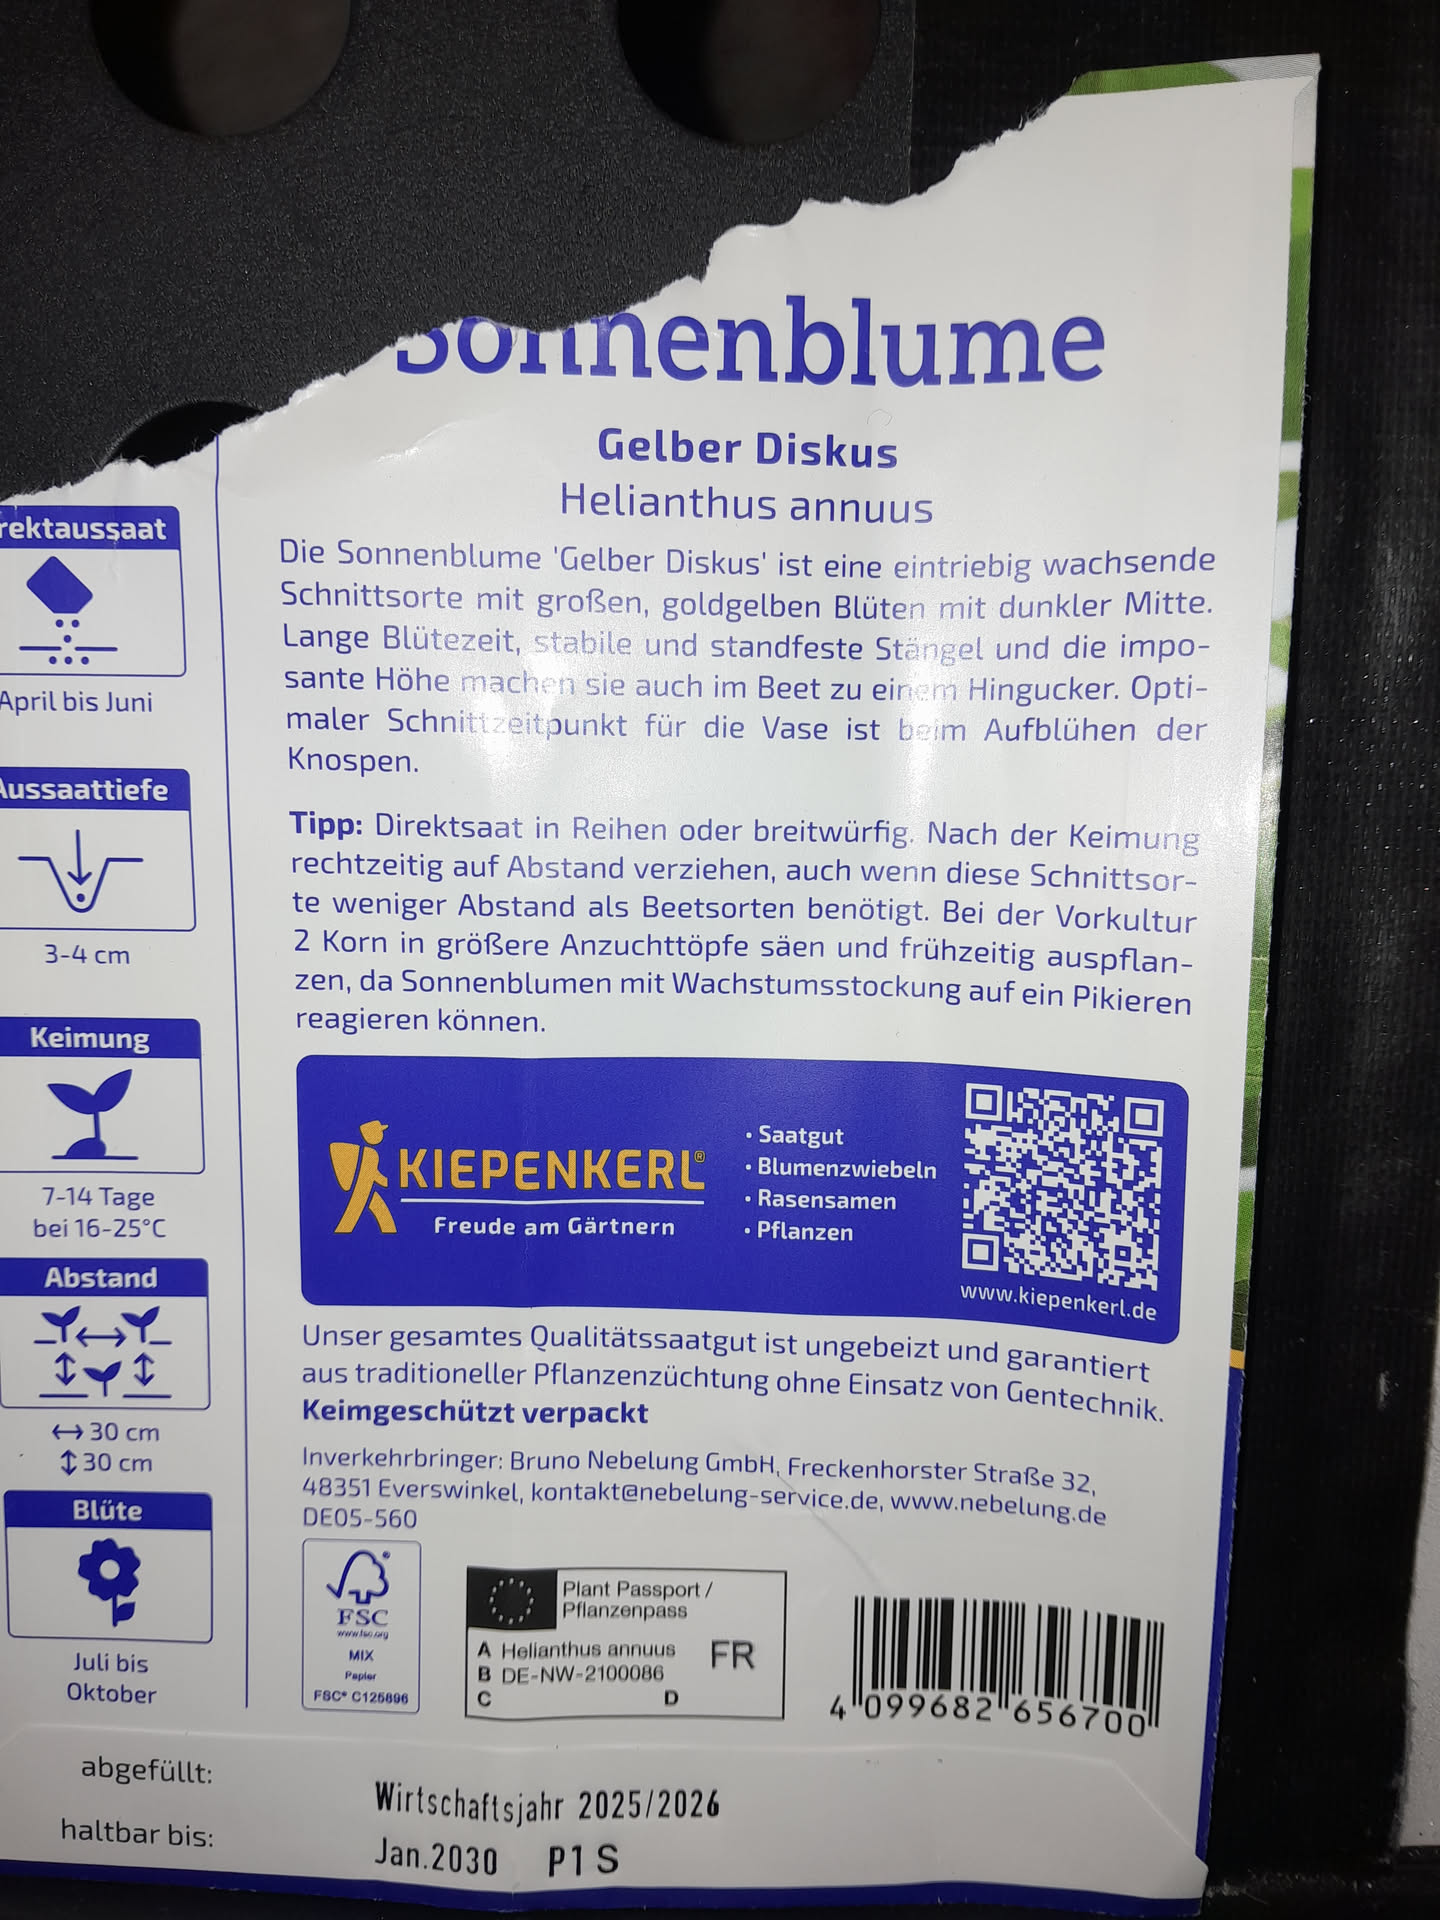 Sonnenblume
Gelber Diskus
Helianthus annuus
Die Sonnenblume 'Gelber Diskus' ist eine eintriebig wachsende
Schnittsorte mit großen, goldgelben Blüten mit dunkler Mitte.
Lange Blütezeit, stabile und standfeste Stängel und die impo-
sante Höhe machen sie auch im Beet zu einem Hingucker. Opti-
maler Schnittzeitpunkt für die Vase ist beim Aufblühen der
Knospen.
Tipp: Direktsaat in Reihen oder breitwürfig. Nach der Keimung
rechtzeitig auf Abstand verziehen, auch wenn diese Schnittsor-
te weniger Abstand als Beetsorten benötigt. Bei der Vorkultur
2 Korn in größere Anzuchttöpfe säen und frühzeitig auspflan-
zen, da Sonnenblumen mit Wachstumsstockung auf ein Pikieren
reagieren können.
rektaussaat
April bis Juni
Aussaattiefe
3-4 cm
Keimung
7-14 Tage
bei 16-25°C
Abstand
↔ 30 cm
↕ 30 cm
Blüte
Juli bis
Oktober
KIEPENKERL®
Freude am Gärtnern
• Saatgut
• Blumenzwiebeln
• Rasensamen
• Pflanzen
www.kiepenkerl.de
Unser gesamtes Qualitätssaatgut ist ungebeizt und garantiert
aus traditioneller Pflanzenzüchtung ohne Einsatz von Gentechnik.
Keimgeschützt verpackt
Inverkehrbringer: Bruno Nebelung GmbH, Freckenhorster Straße 32,
48351 Everswinkel, kontakt@nebelung-service.de, www.nebelung.de
DE05-560
®
FSC
www.fsc.org
MIX
Papier
FSC® C125896
Plant Passport /
Pflanzenpass
A Helianthus annuus FR
B DE-NW-2100086
C D
4 099682 656700
abgefüllt: Wirtschaftsjahr 2025/2026
haltbar bis: Jan.2030 P1 S